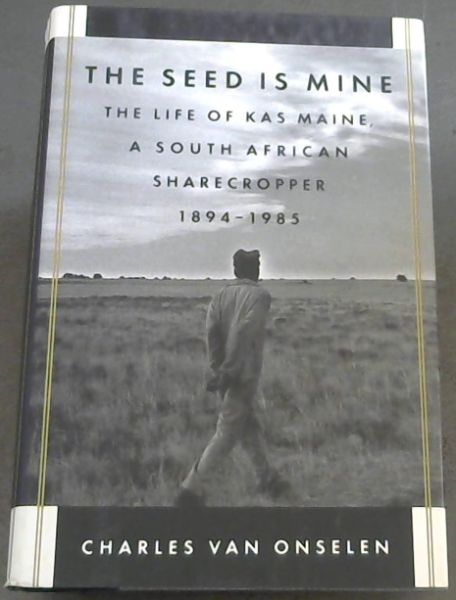 THE SEED IS MINE
THE LIFE OF KAS MAINE,
A SOUTH AFRICAN
SHARECROPPER
1894-1985
CHARLES VAN ONSELEN